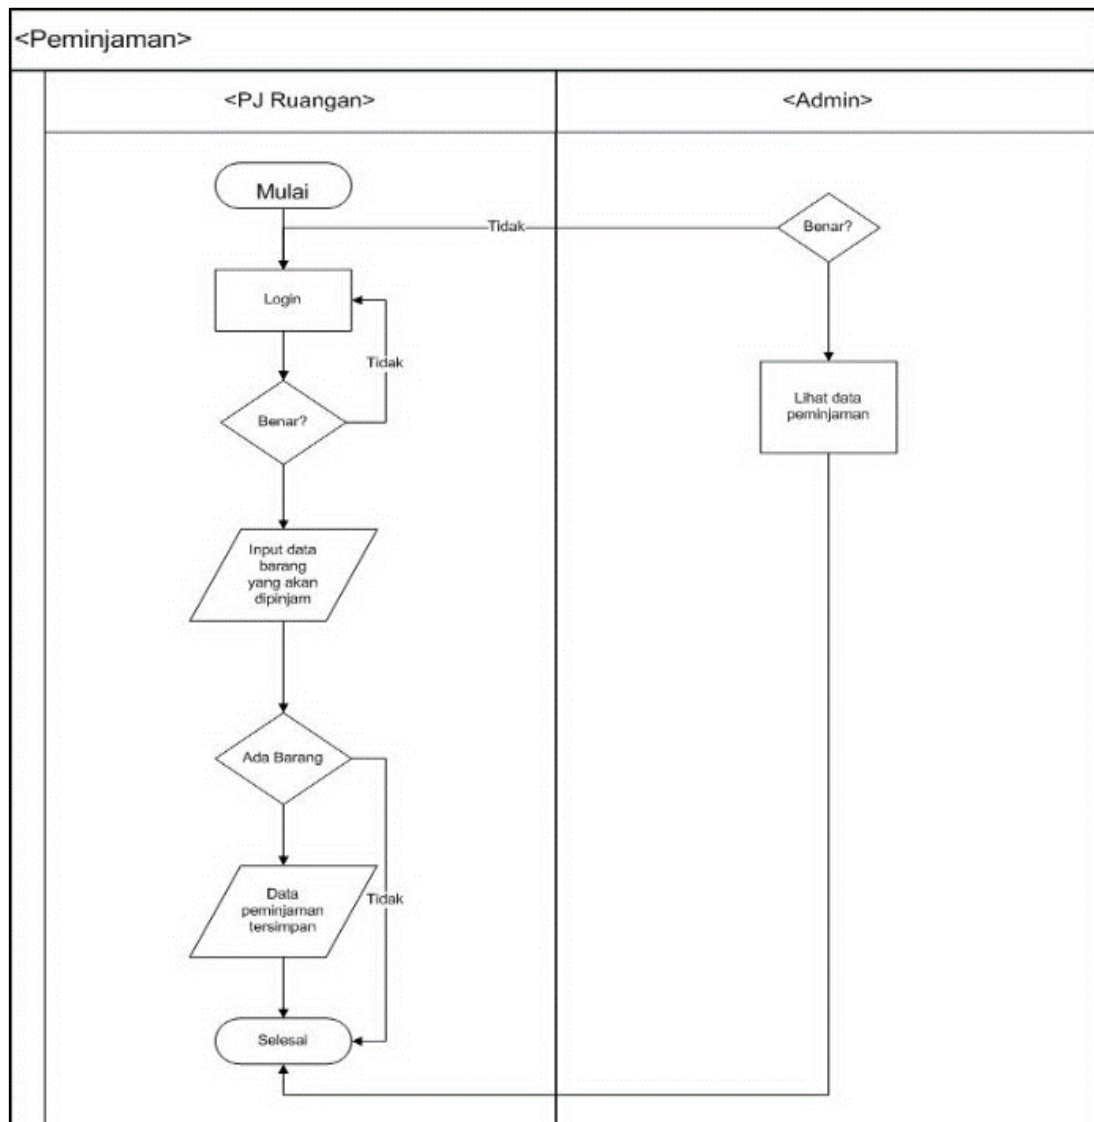 <Peminjaman>
<PJ Ruangan>
<Admin>
Mulai
Tidak
Benar?
Login
Tidak
Lihat data
peminjaman
Benar?
Input data
barang
yang akan
dipinjam
Ada Barang
Data
peminjaman
tersimpan
Tidak
Selesai